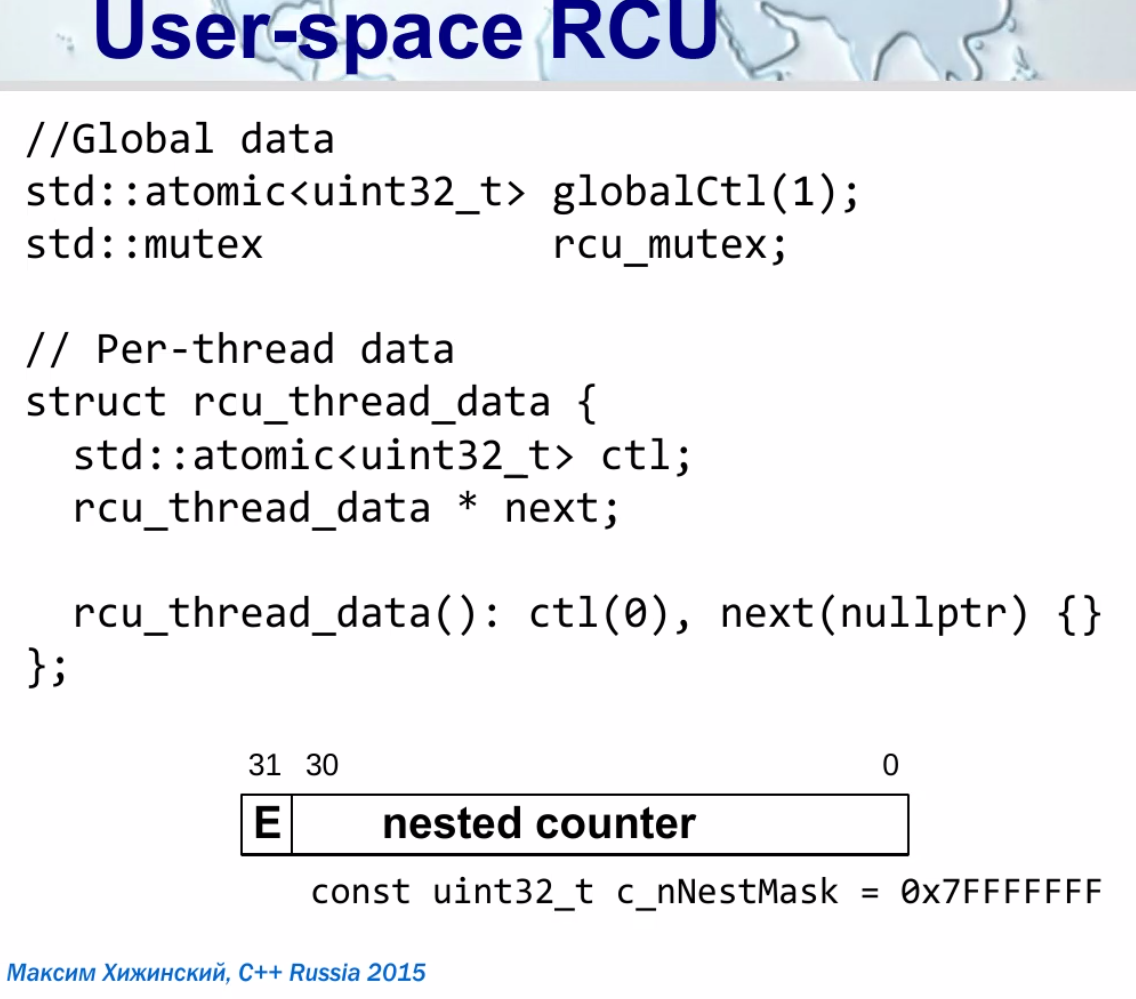 User-space RCU
//Global data
std::atomic<uint32_t> globalCtl(1);
std::mutex            rcu_mutex;
// Per-thread data
struct rcu_thread_data {
  std::atomic<uint32_t> ctl;
  rcu_thread_data * next;
  rcu_thread_data(): ctl(0), next(nullptr) {}
};
31 30 0
E nested counter
const uint32_t c_nNestMask = 0x7FFFFFFF
Максим Хижинский, C++ Russia 2015